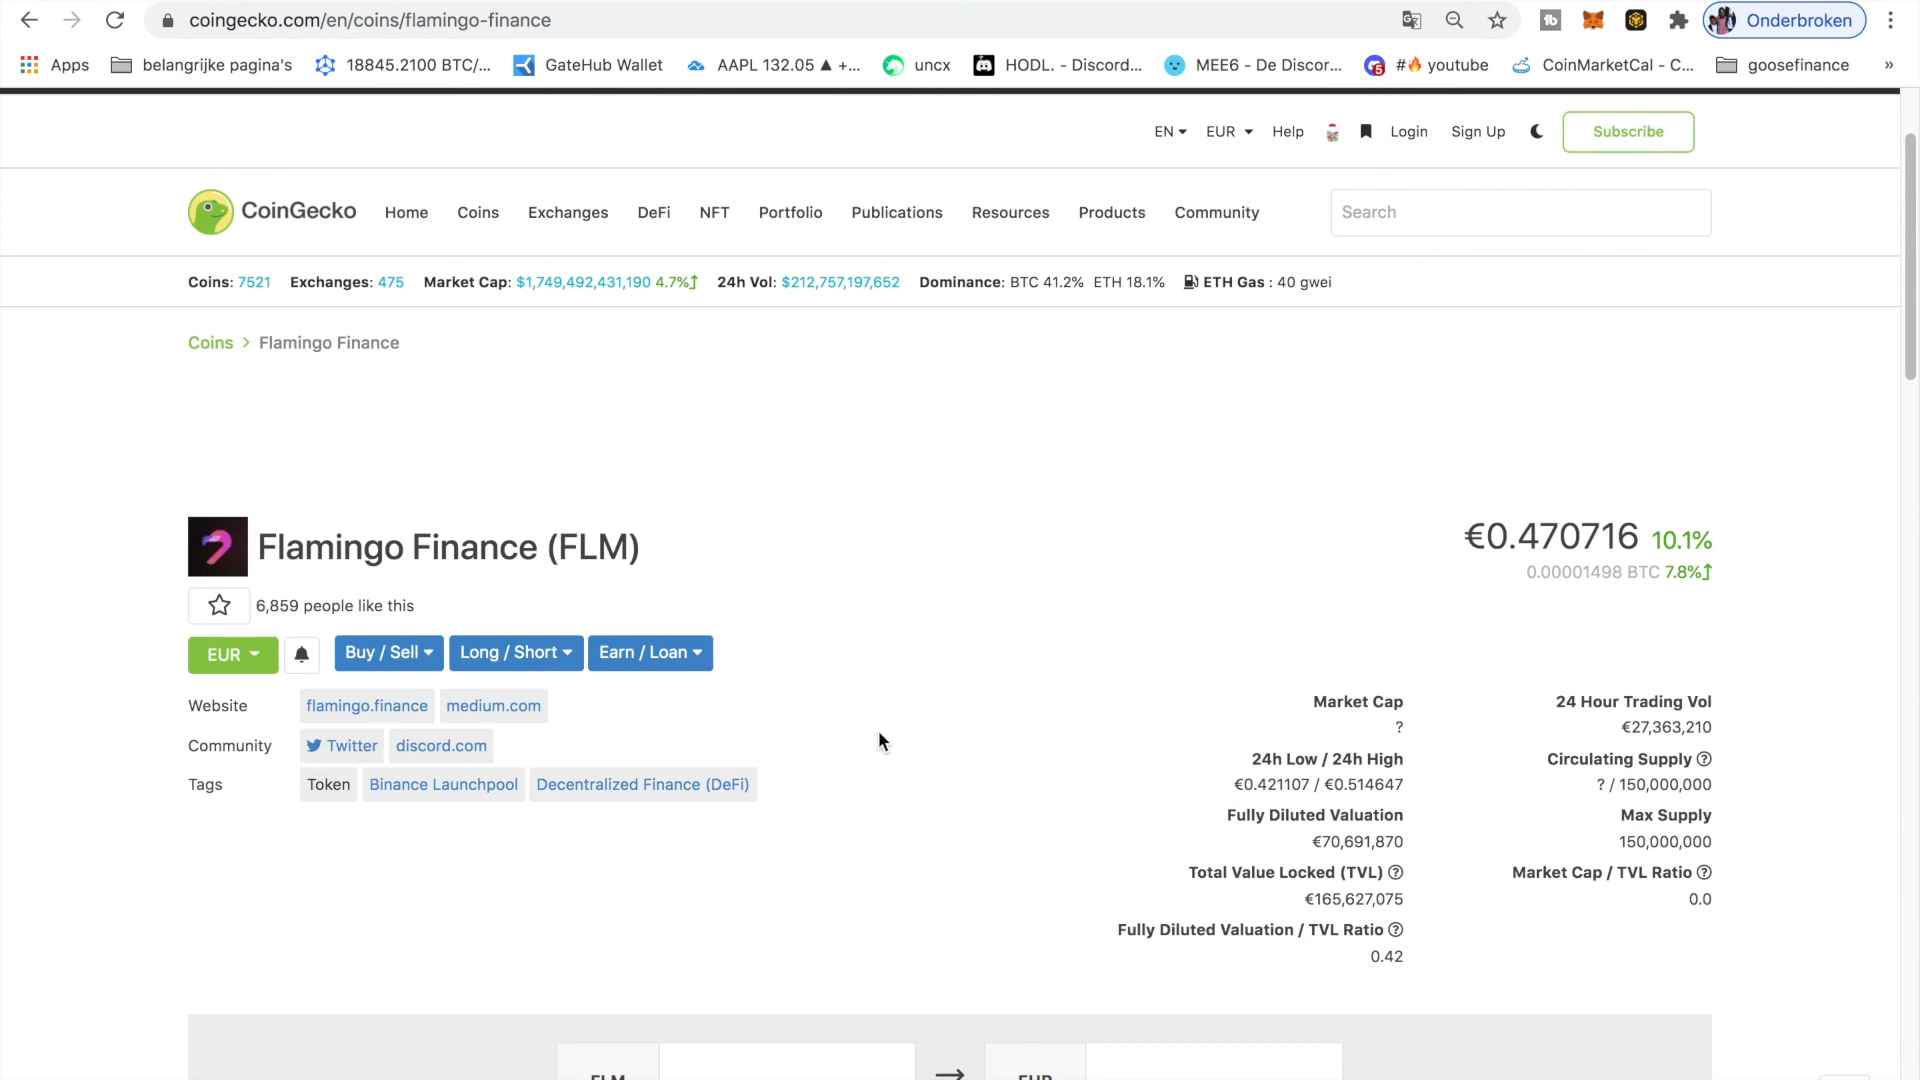 coingecko.com/en/coins/flamingo-finance
Onderbroken
Apps belangrijke pagina's 18845.2100 BTC/... GateHub Wallet AAPL 132.05 ▲ +... uncx HODL. - Discord... MEE6 - De Discor... #🔥 youtube CoinMarketCal - C... goosefinance »
EN EUR Help Login Sign Up Subscribe
CoinGecko Home Coins Exchanges DeFi NFT Portfolio Publications Resources Products Community Search
Coins: 7521 Exchanges: 475 Market Cap: $1,749,492,431,190 4.7% 24h Vol: $212,757,197,652 Dominance: BTC 41.2% ETH 18.1% ETH Gas : 40 gwei
Coins > Flamingo Finance
Flamingo Finance (FLM)
€0.470716 10.1%
0.00001498 BTC 7.8%
6,859 people like this
EUR Buy / Sell Long / Short Earn / Loan
Website flamingo.finance medium.com
Community Twitter discord.com
Tags Token Binance Launchpool Decentralized Finance (DeFi)
Market Cap
?
24h Low / 24h High
€0.421107 / €0.514647
Fully Diluted Valuation
€70,691,870
Total Value Locked (TVL)
€165,627,075
Fully Diluted Valuation / TVL Ratio
0.42
24 Hour Trading Vol
€27,363,210
Circulating Supply
? / 150,000,000
Max Supply
150,000,000
Market Cap / TVL Ratio
0.0
FLM EUR